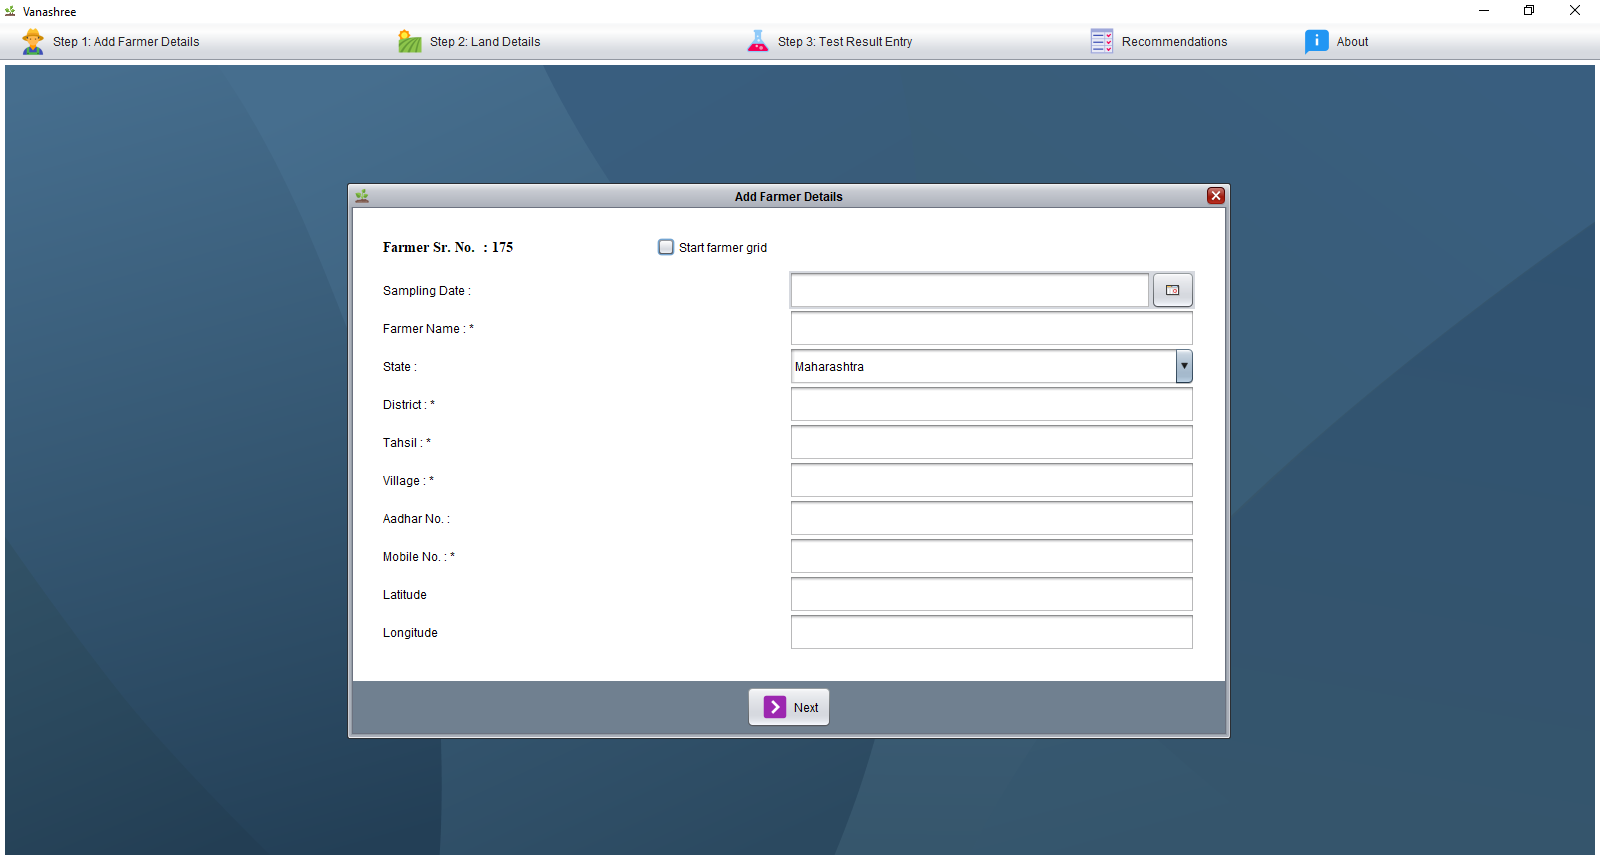 Vanashree
Step 1: Add Farmer Details
Step 2: Land Details
Step 3: Test Result Entry
Recommendations
About
Add Farmer Details
Farmer Sr. No. : 175
Start farmer grid
Sampling Date :
Farmer Name : *
State :
Maharashtra
District : *
Tahsil : *
Village : *
Aadhar No. :
Mobile No. : *
Latitude
Longitude
Next